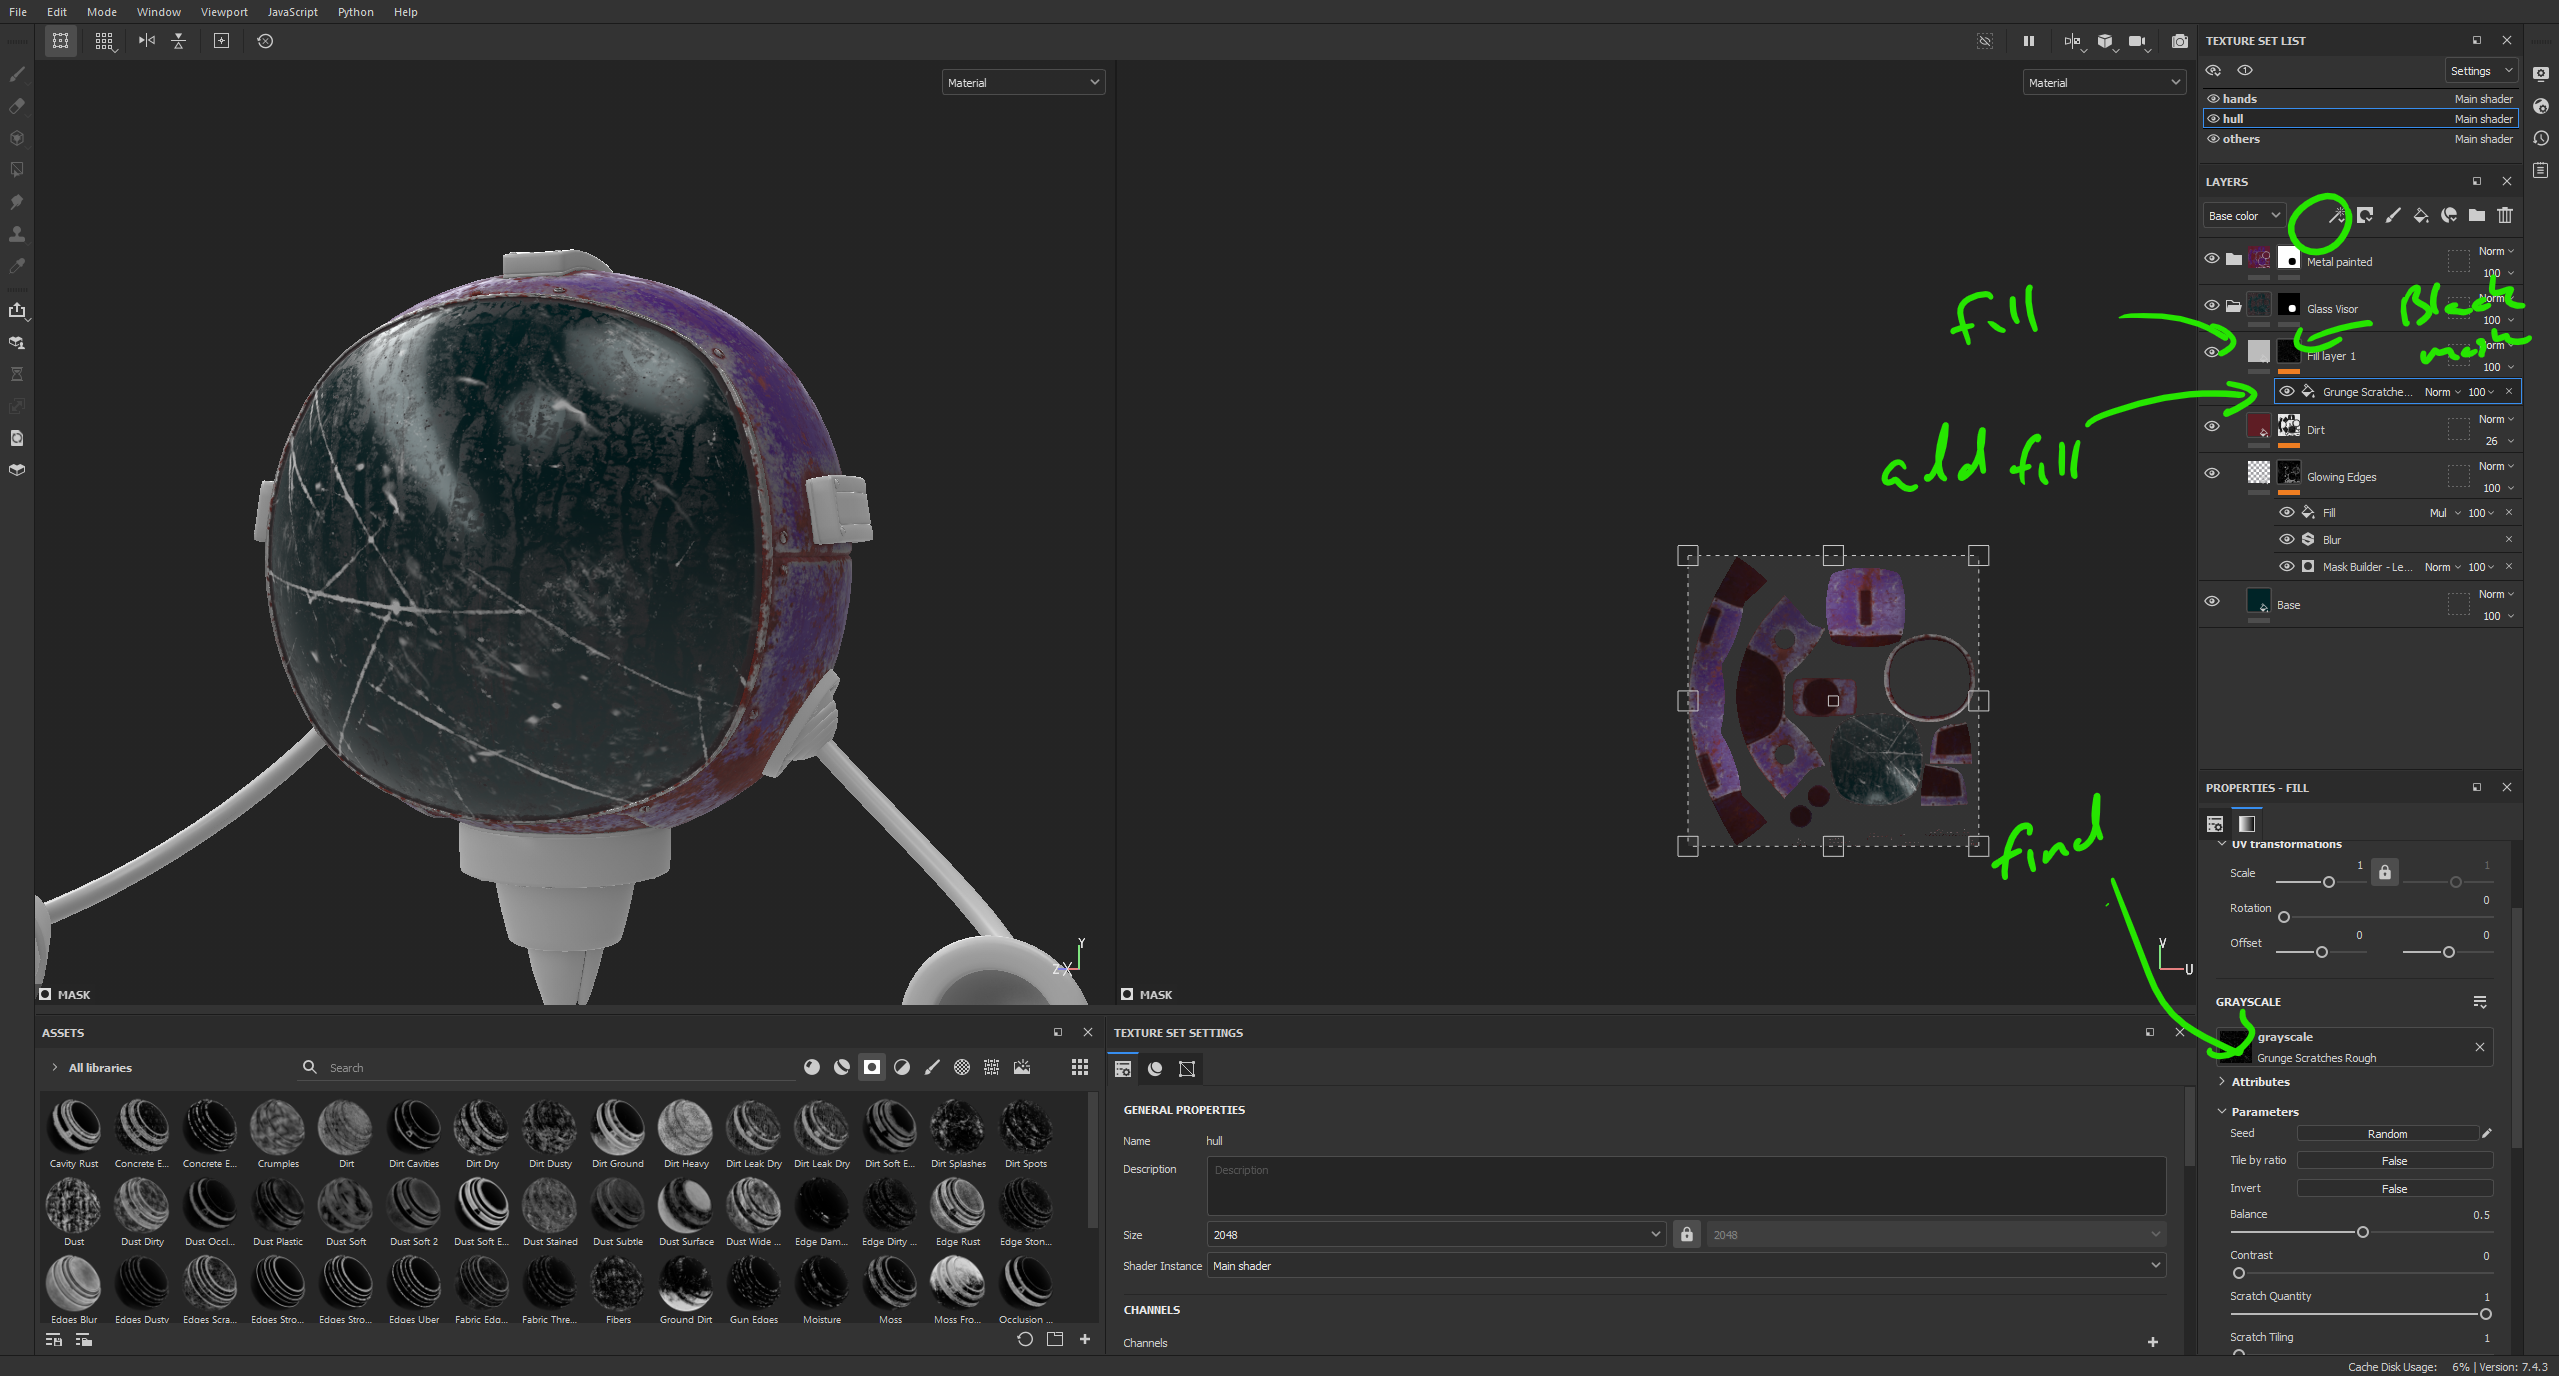 File Edit Mode Window Viewport JavaScript Python Help
Material
Material
MASK
MASK
Y
Z X
V
U
fill
add fill
find
Black
mask
TEXTURE SET LIST
Settings
hands Main shader
hull Main shader
others Main shader
LAYERS
Base color
Metal painted Norm 100
Glass Visor Norm 100
Fill layer 1 Norm 100
Grunge Scratche... Norm 100
Dirt Norm 26
Glowing Edges Norm 100
Fill Mul 100
Blur
Mask Builder - Le... Norm 100
Base Norm 100
PROPERTIES - FILL
UV transformations
Scale 1 1
Rotation 0
Offset 0 0
GRAYSCALE
grayscale
Grunge Scratches Rough
Attributes
Parameters
Seed Random
Tile by ratio False
Invert False
Balance 0.5
Contrast 0
Scratch Quantity 1
Scratch Tiling 1
ASSETS
All libraries Search
Cavity Rust Concrete E... Concrete E... Crumples Dirt Dirt Cavities Dirt Dry Dirt Dusty Dirt Ground Dirt Heavy Dirt Leak Dry Dirt Leak Dry Dirt Soft E... Dirt Splashes Dirt Spots
Dust Dust Dirty Dust Occl... Dust Plastic Dust Soft Dust Soft 2 Dust Soft E... Dust Stained Dust Subtle Dust Surface Dust Wide ... Edge Dam... Edge Dirty ... Edge Rust Edge Ston...
Edges Blur Edges Dusty Edges Scra... Edges Stro... Edges Stro... Edges Uber Fabric Edg... Fabric Thre... Fibers Ground Dirt Gun Edges Moisture Moss Moss Fro... Occlusion ...
TEXTURE SET SETTINGS
GENERAL PROPERTIES
Name hull
Description Description
Size 2048 2048
Shader Instance Main shader
CHANNELS
Channels
Cache Disk Usage: 6% | Version: 7.4.3